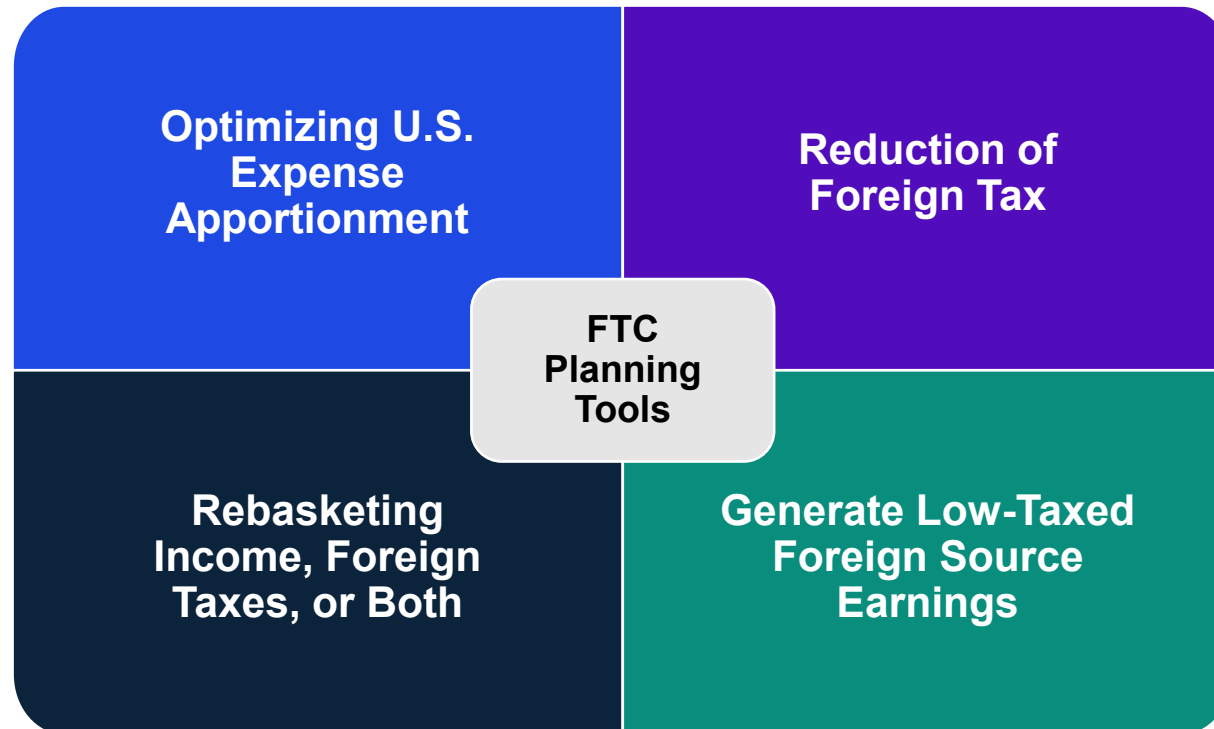 Optimizing U.S.
Expense
Apportionment
Reduction of
Foreign Tax
FTC
Planning
Tools
Rebasketing
Income, Foreign
Taxes, or Both
Generate Low-Taxed
Foreign Source
Earnings